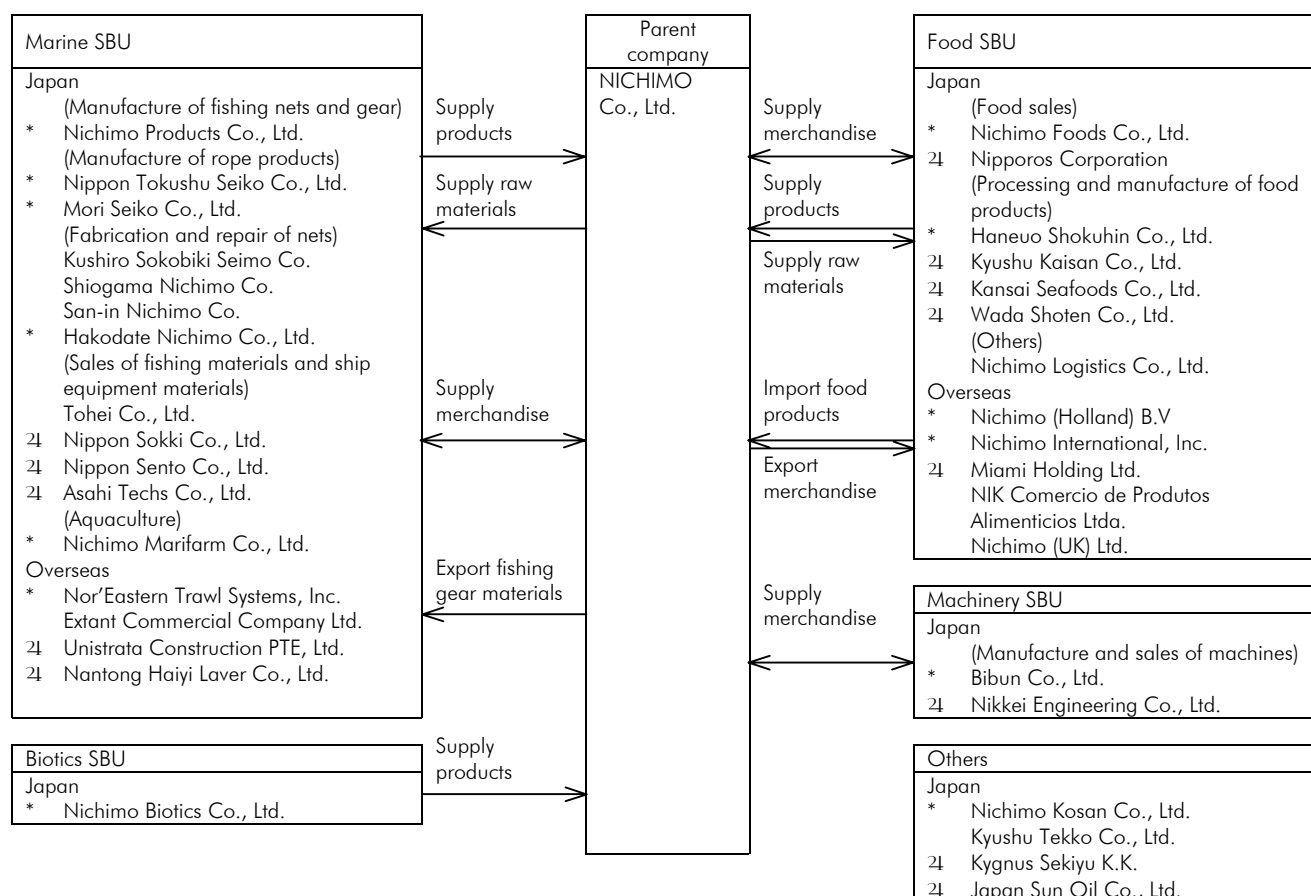 Marine SBU
Japan
(Manufacture of fishing nets and gear)
* Nichimo Products Co., Ltd.
(Manufacture of rope products)
* Nippon Tokushu Seiko Co., Ltd.
* Mori Seiko Co., Ltd.
(Fabrication and repair of nets)
Kushiro Sokobiki Seimo Co.
Shiogama Nichimo Co.
San-in Nichimo Co.
* Hakodate Nichimo Co., Ltd.
(Sales of fishing materials and ship
equipment materials)
Tohei Co., Ltd.
♃ Nippon Sokki Co., Ltd.
♃ Nippon Sento Co., Ltd.
♃ Asahi Techs Co., Ltd.
(Aquaculture)
* Nichimo Marifarm Co., Ltd.
Overseas
* Nor'Eastern Trawl Systems, Inc.
Extant Commercial Company Ltd.
♃ Unistrata Construction PTE, Ltd.
♃ Nantong Haiyi Laver Co., Ltd.
Biotics SBU
Japan
* Nichimo Biotics Co., Ltd.
Supply
products
Supply raw
materials
Supply
merchandise
Export fishing
gear materials
Supply
products
Parent
company
NICHIMO
Co., Ltd.
Supply
merchandise
Supply
products
Supply raw
materials
Import food
products
Export
merchandise
Supply
merchandise
Food SBU
Japan
(Food sales)
* Nichimo Foods Co., Ltd.
♃ Nipporos Corporation
(Processing and manufacture of food
products)
* Haneuo Shokuhin Co., Ltd.
♃ Kyushu Kaisan Co., Ltd.
♃ Kansai Seafoods Co., Ltd.
♃ Wada Shoten Co., Ltd.
(Others)
Nichimo Logistics Co., Ltd.
Overseas
* Nichimo (Holland) B.V
* Nichimo International, Inc.
♃ Miami Holding Ltd.
NIK Comercio de Produtos
Alimenticios Ltda.
Nichimo (UK) Ltd.
Machinery SBU
Japan
(Manufacture and sales of machines)
* Bibun Co., Ltd.
♃ Nikkei Engineering Co., Ltd.
Others
Japan
* Nichimo Kosan Co., Ltd.
Kyushu Tekko Co., Ltd.
♃ Kygnus Sekiyu K.K.
♃ Japan Sun Oil Co., Ltd.